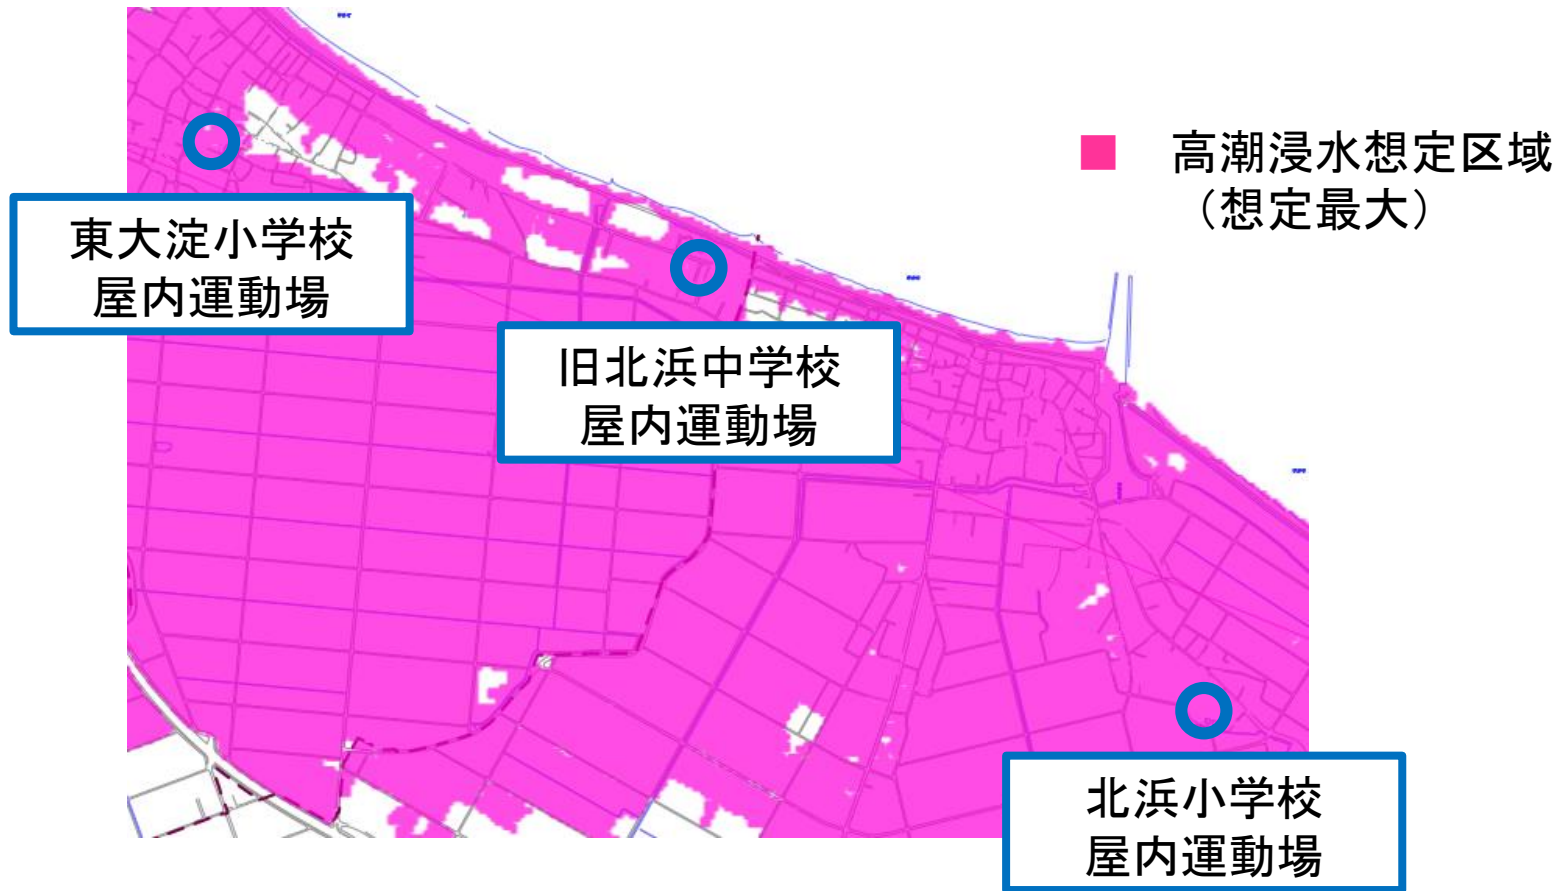 高潮浸水想定区域
（想定最大）
東大淀小学校
屋内運動場
旧北浜中学校
屋内運動場
北浜小学校
屋内運動場